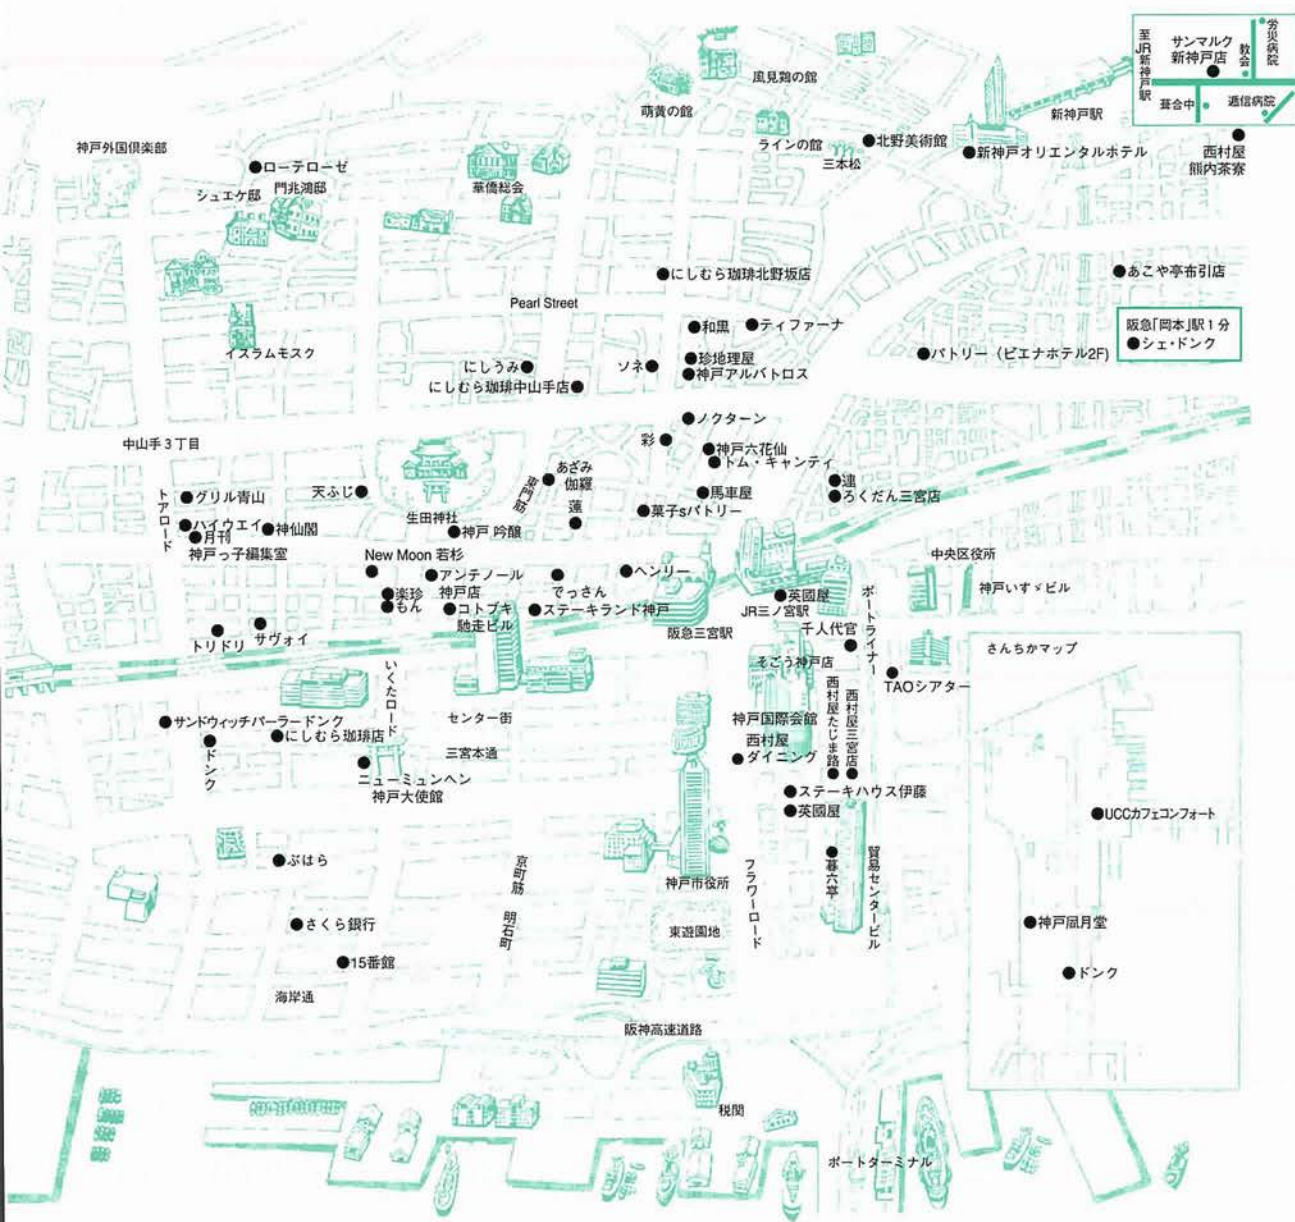 労災病院
サンマルク
新神戸店
教会
至JR新神戸駅
葺合中
逓信病院
風見鶏の館
萌黄の館
新神戸駅
ラインの館
北野美術館
三本松
新神戸オリエンタルホテル
西村屋
熊内茶寮
神戸外国倶楽部
ローテローゼ
シュエケ邸
門兆鴻邸
華僑総会
にしむら珈琲北野坂店
あこや亭布引店
Pearl Street
和黒
ティファーナ
阪急「岡本」駅1分
シェ・ドンク
イスラムモスク
にしうみ
ソネ
珍地理屋
神戸アルバトロス
パトリー（ピエナホテル2F)
にしむら珈琲中山手店
ノクターン
中山手3丁目
彩
神戸六花仙
トム・キャンティ
トアロード
グリル青山
天ふじ
生田神社
東門筋
あざみ
伽羅
蓮
馬車屋
菓子sパトリー
ろくだん三宮店
ハイウエイ
月刊
神戸っ子編集室
神仙閣
神戸 吟醸
New Moon 若杉
アンテノール
神戸店
でっさん
ヘンリー
中央区役所
神戸いすゞビル
楽珍
もん
コトブキ
馳走ビル
ステーキランド神戸
阪急三宮駅
英國屋
JR三ノ宮駅
ポートライナー
トリドリ
サヴォイ
千人代官
そごう神戸店
TAOシアター
さんちかマップ
いくたロード
センター街
サンドウィッチパーラードンク
ドンク
にしむら珈琲店
三宮本通
ニューミュンヘン
神戸大使館
神戸国際会館
西村屋
ダイニング
西村屋たじま路
西村屋三宮店
ステーキハウス伊藤
英國屋
UCCカフェコンフォート
ぶはら
京町筋
明石町
神戸市役所
フラワーロード
暮六亭
貿易センタービル
さくら銀行
東遊園地
神戸凮月堂
15番館
ドンク
海岸通
阪神高速道路
税関
ポートターミナル